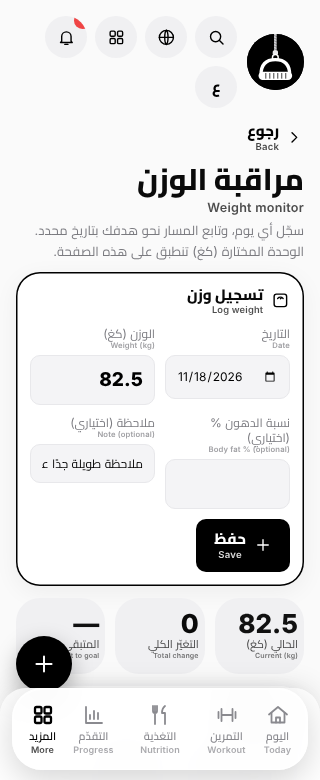 ع
رجوع
Back
مراقبة الوزن
Weight monitor
سجّل أي يوم، وتابع المسار نحو هدفك بتاريخ محدد.
الوحدة المختارة (كغ) تنطبق على هذه الصفحة.
تسجيل وزن
Log weight
التاريخ
Date
11/18/2026
الوزن (كغ)
Weight (kg)
82.5
نسبة الدهون %
(اختياري)
Body fat % (optional)
ملاحظة (اختياري)
Note (optional)
ملاحظة طويلة جدًا ع
حفظ
Save
82.5
الحالي (كغ)
Current (kg)
0
التغيّر الكلي
Total change
—
to goal
اليوم
Today
التمرين
Workout
التغذية
Nutrition
التقدّم
Progress
المزيد
More